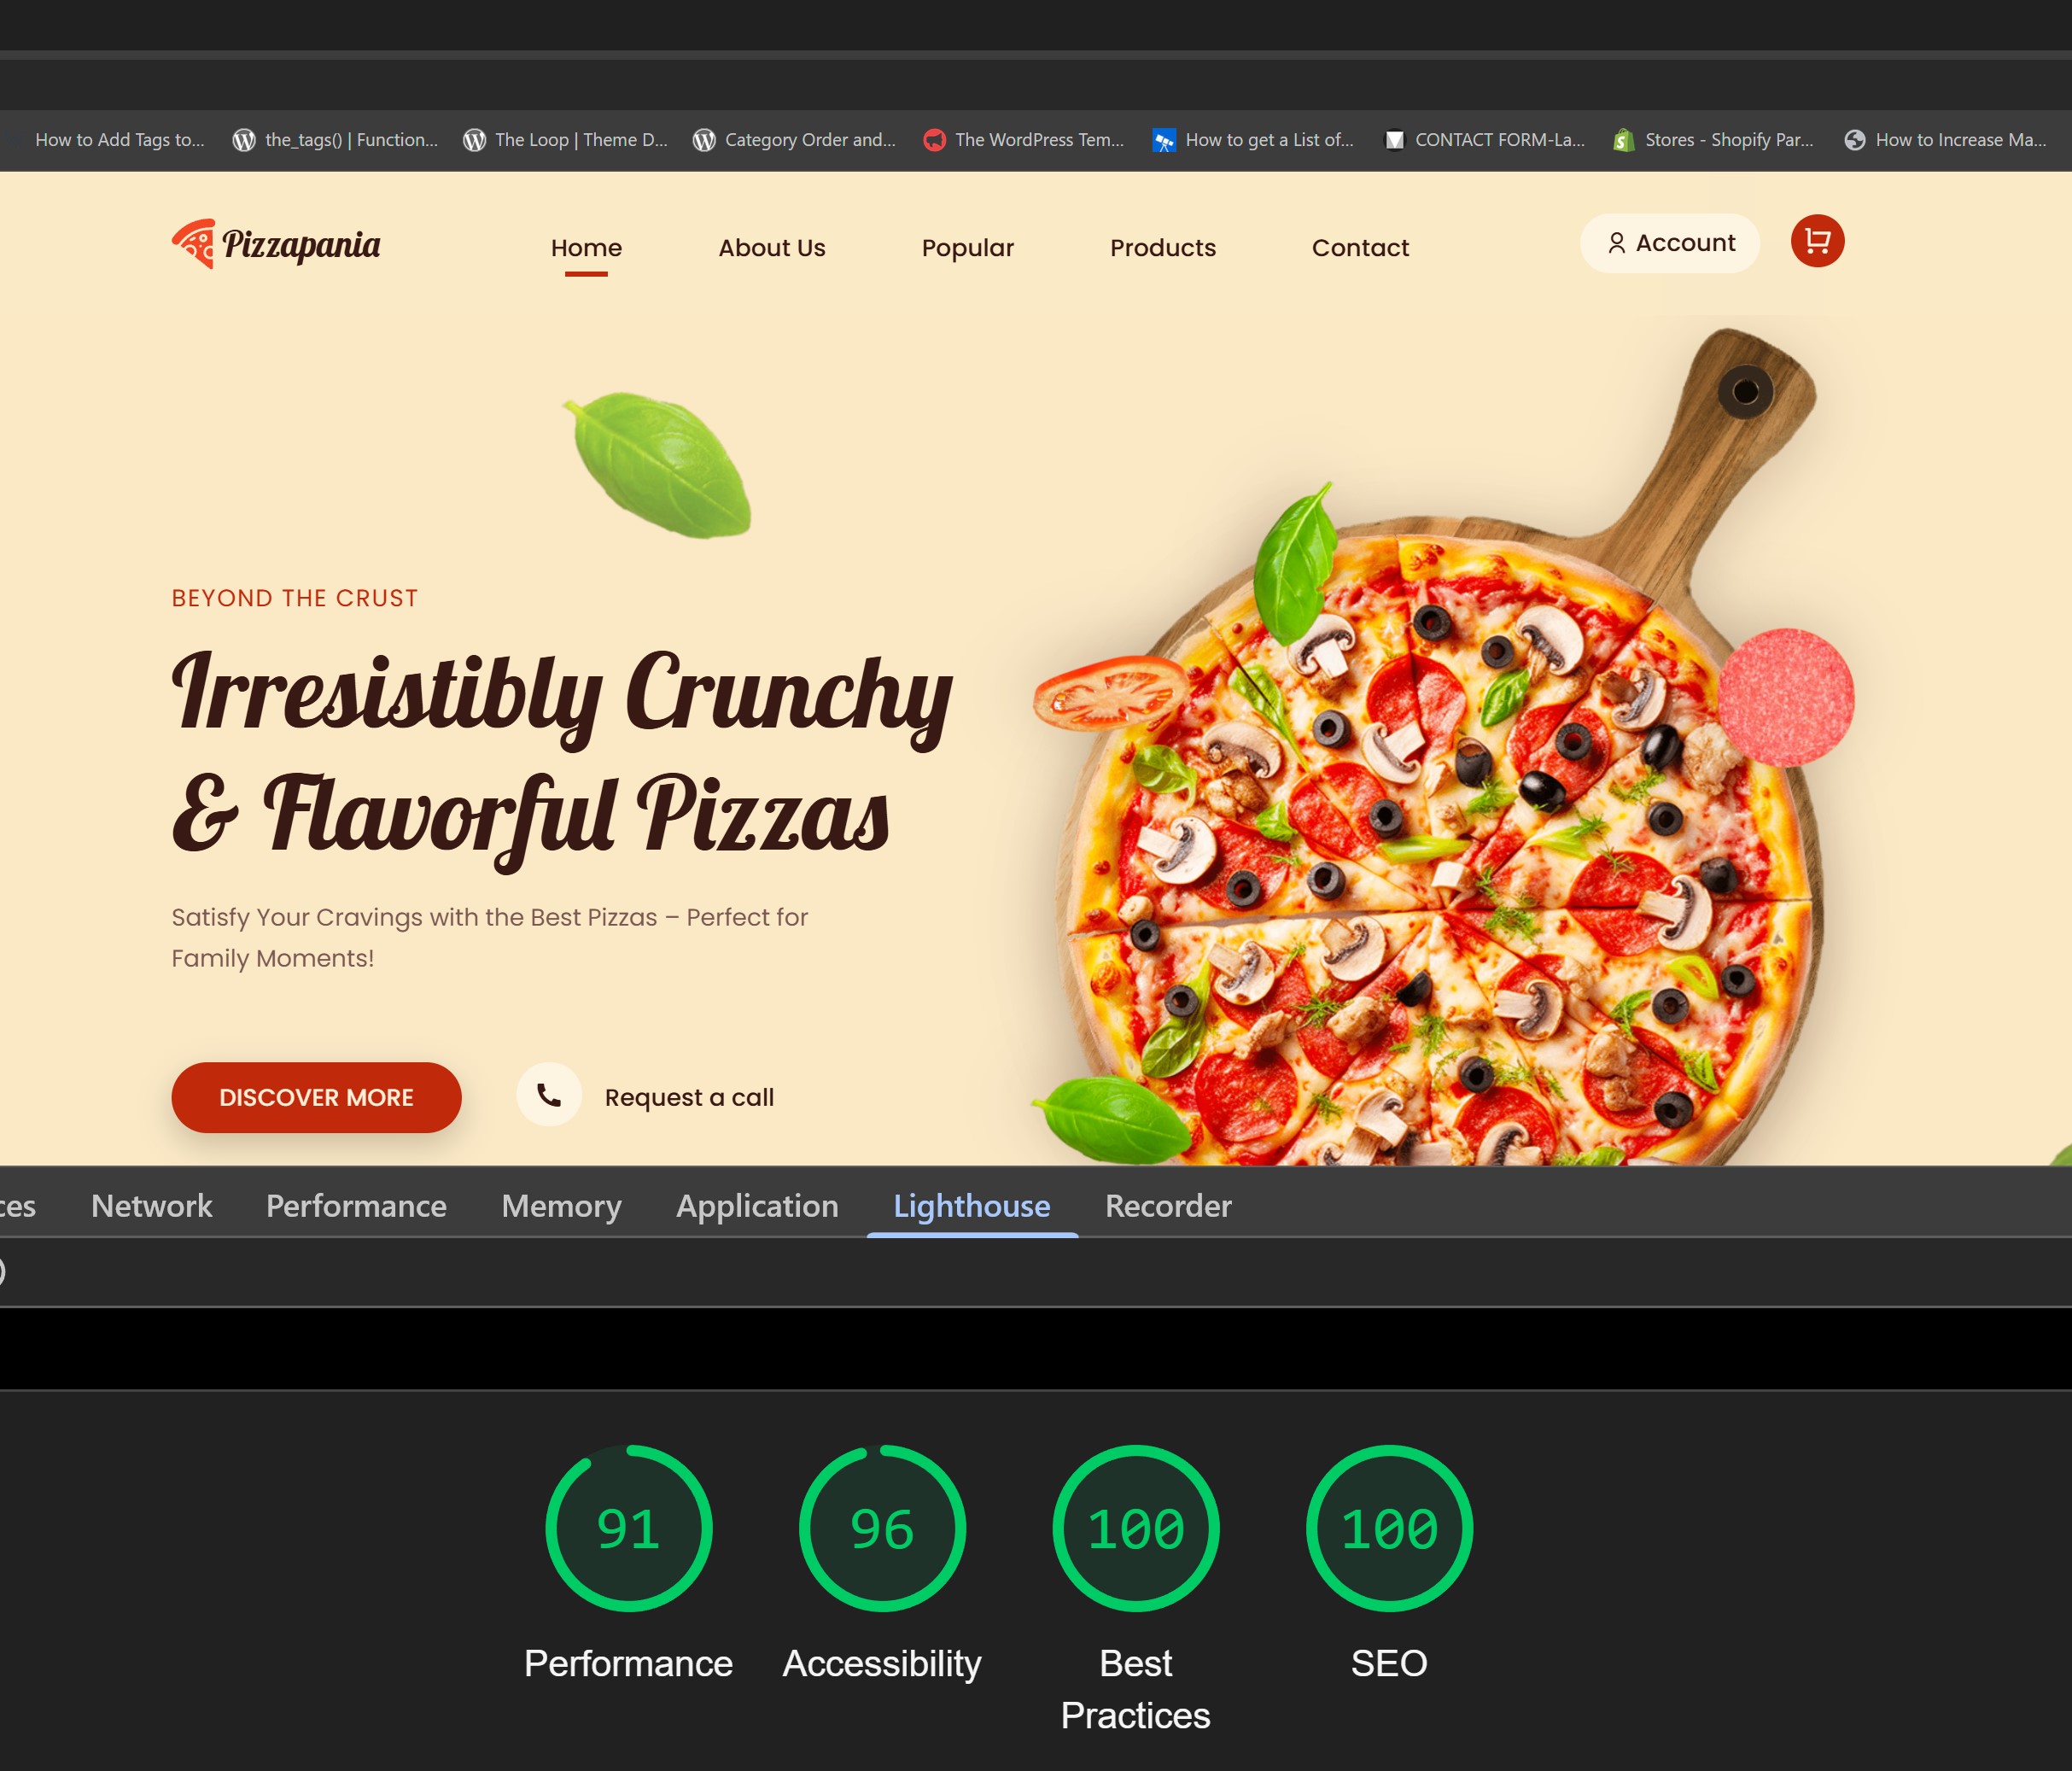 How to Add Tags to...
the_tags() | Function...
The Loop | Theme D...
Category Order and...
The WordPress Tem...
How to get a List of...
CONTACT FORM-La...
Stores - Shopify Par...
How to Increase Ma...
Pizzapania
Home
About Us
Popular
Products
Contact
Account
BEYOND THE CRUST
Irresistibly Crunchy
& Flavorful Pizzas
Satisfy Your Cravings with the Best Pizzas – Perfect for
Family Moments!
DISCOVER MORE
Request a call
Network
Performance
Memory
Application
Lighthouse
Recorder
91
96
100
100
Performance
Accessibility
Best
Practices
SEO